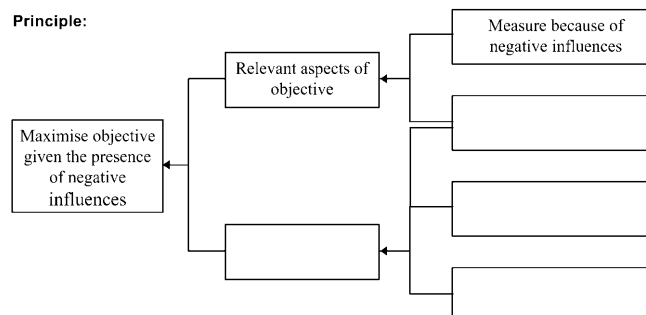 Principle:
Measure because of
negative influences
Relevant aspects of
objective
Maximise objective
given the presence
of negative
influences